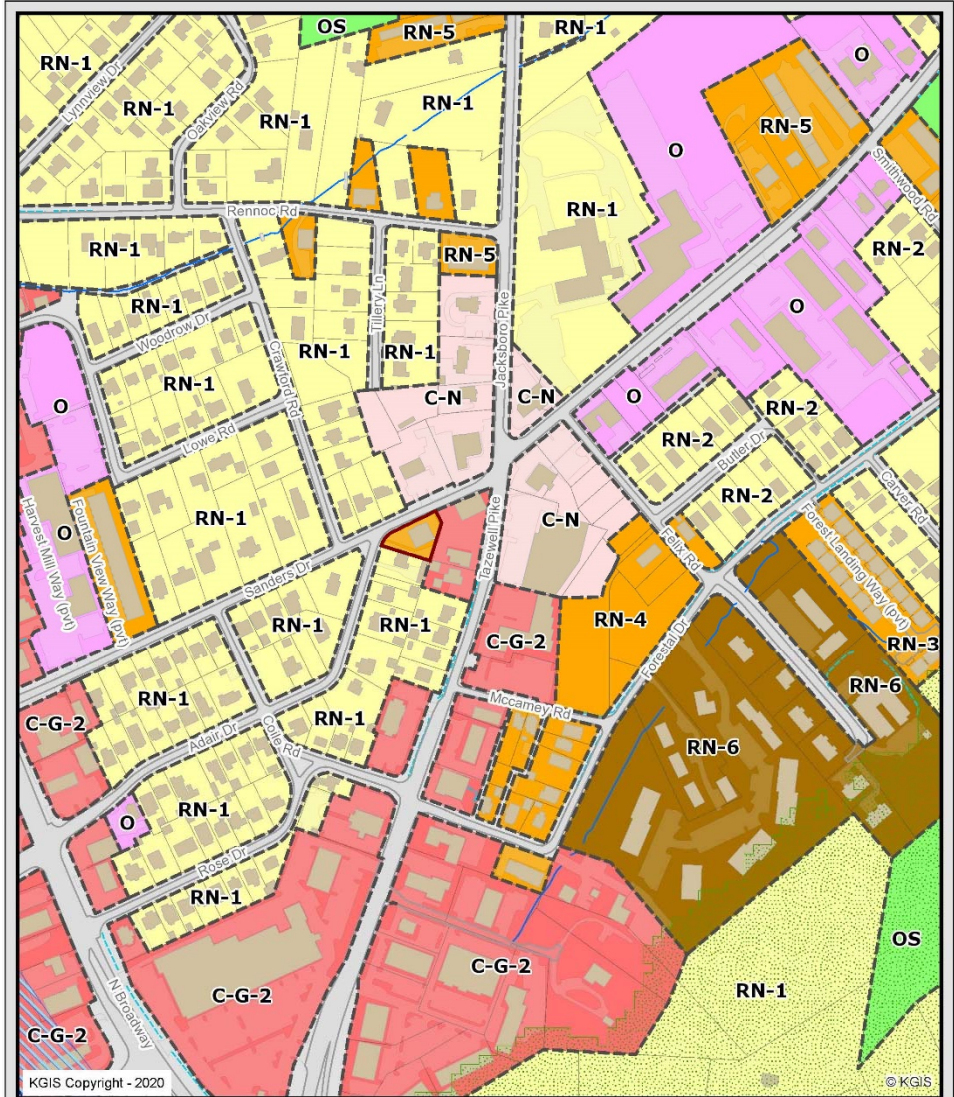 OS
RN-5
RN-1
RN-1
Lynnview Dr
RN-1
Oakview Rd
RN-1
RN-1
O
O
RN-5
Smithwood Rd
Rennoc Rd
RN-1
RN-1
RN-2
RN-5
Tillery Ln
Jacksboro Pike
O
RN-1
Woodrow Dr
Crawford Rd
RN-1
RN-1
RN-1
C-N
C-N
O
O
RN-2
RN-2
Butler Dr
Lowe Rd
RN-2
Carver Rd
Harvest Mill Way (pvt)
O
Fountain View Way (pvt)
RN-1
Sanders Dr
Tazewell Pike
C-N
Felix Rd
Forest Landing Way (pvt)
RN-1
RN-1
C-G-2
RN-4
Forestal Dr
RN-3
RN-6
RN-1
C-G-2
Adair Dr
Coile Rd
RN-1
Mccamey Rd
RN-6
O
RN-1
Rose Dr
RN-1
C-G-2
C-G-2
N Broadway
C-G-2
RN-1
OS
KGIS Copyright - 2020
© KGIS